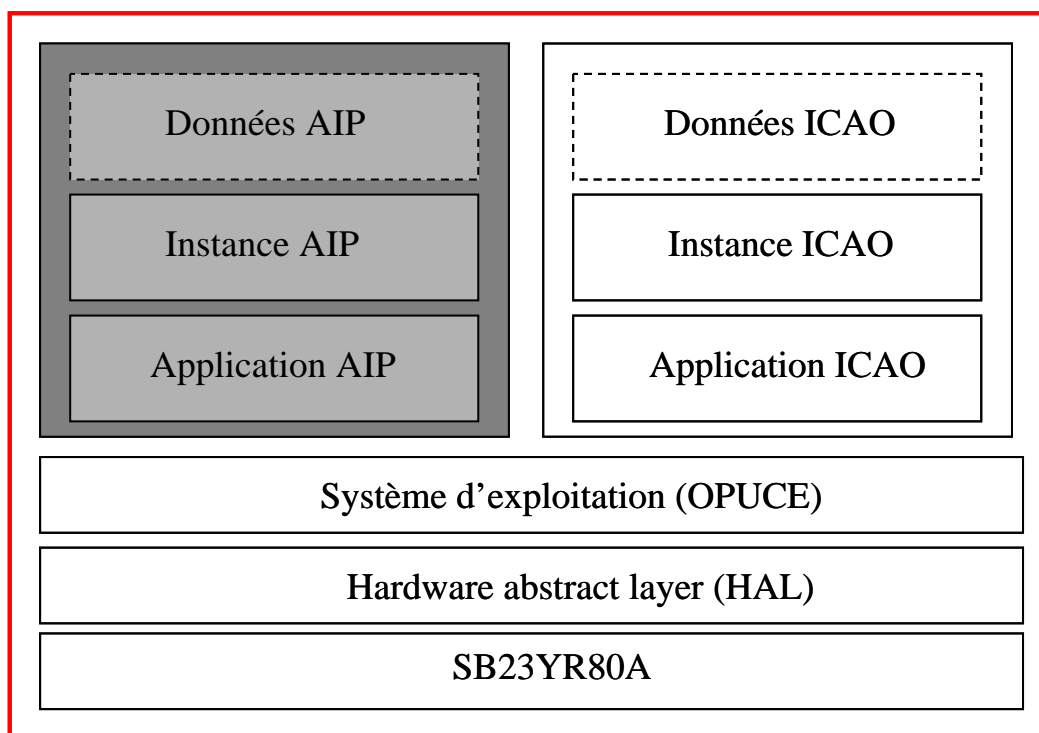 Données AIP
Instance AIP
Application AIP
Données ICAO
Instance ICAO
Application ICAO
Système d’exploitation (OPUCE)
Hardware abstract layer (HAL)
SB23YR80A